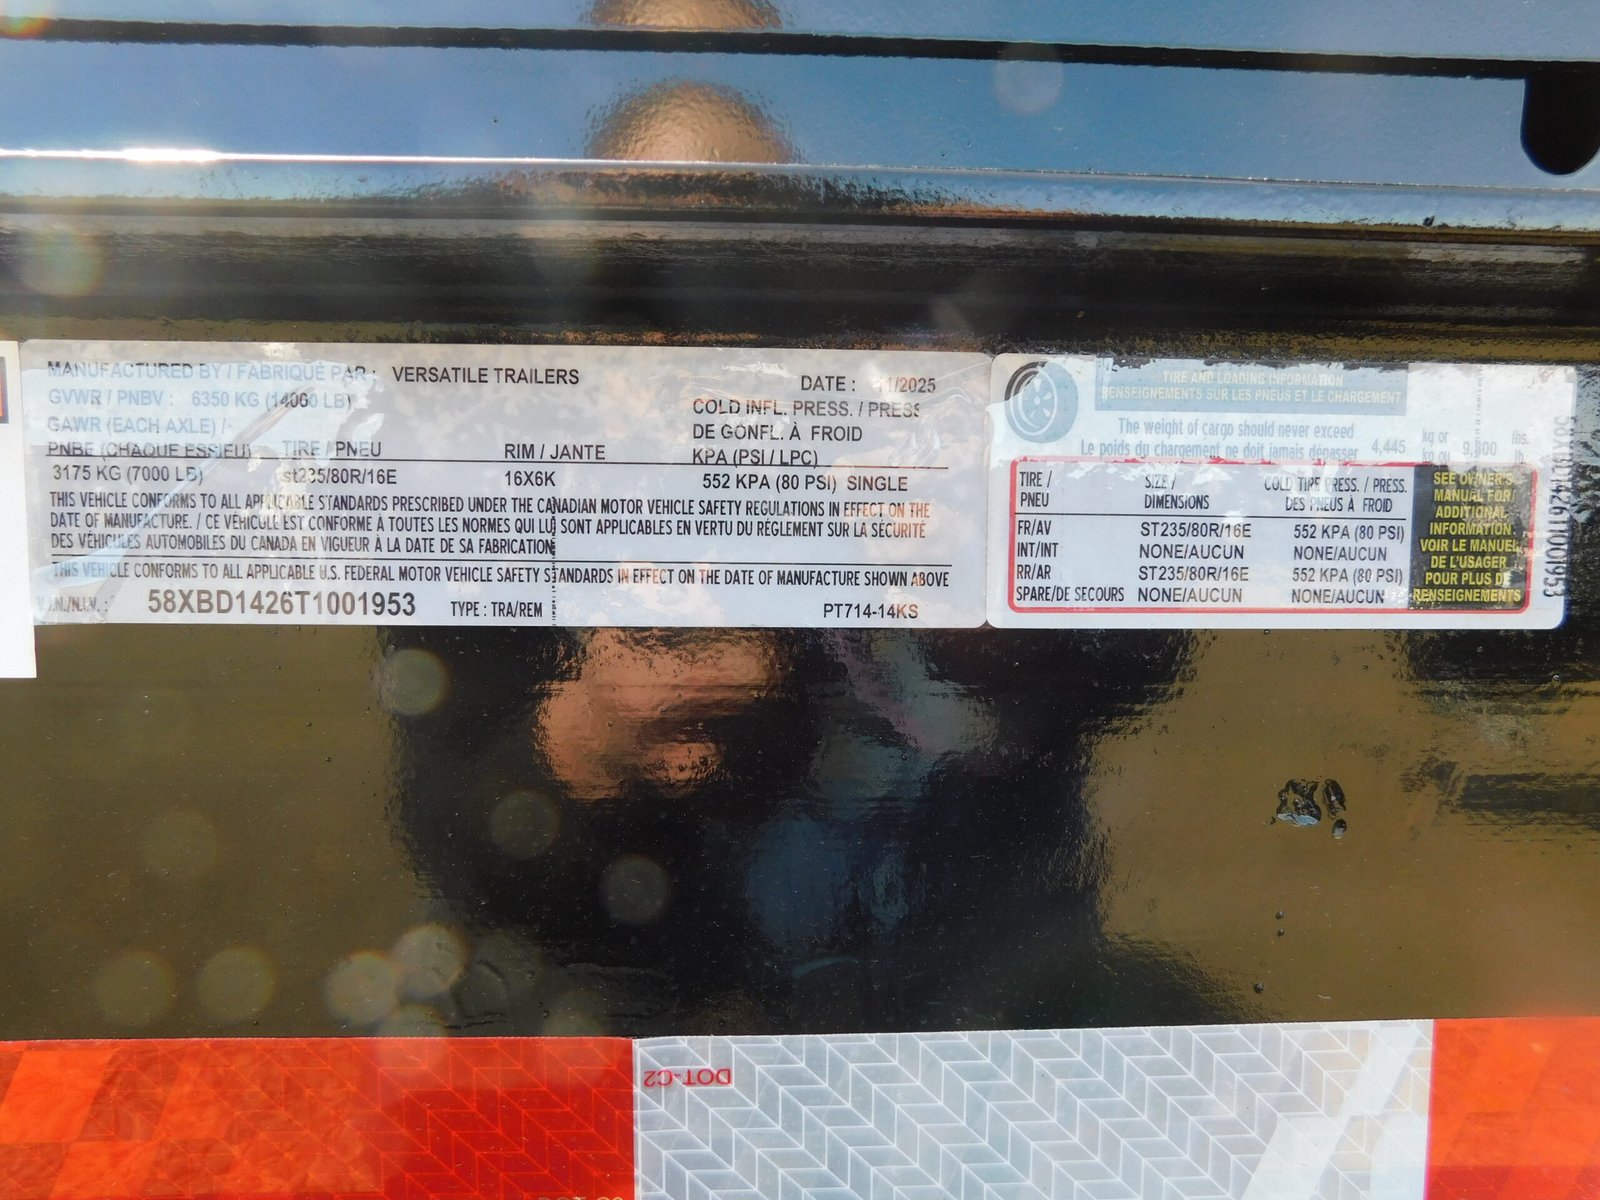 MANUFACTURED BY / FABRIQUÉ PAR : VERSATILE TRAILERS
DATE : 1/2025
GVWR / PNBV : 6350 KG (14000 LB)
GAWR (EACH AXLE) /
PNBE (CHAQUE ESSIEU)
TIRE / PNEU
RIM / JANTE
COLD INFL. PRESS. / PRESS
DE GONFL. À FROID
KPA (PSI / LPC)
3175 KG (7000 LB) st235/80R/16E 16X6K 552 KPA (80 PSI) SINGLE
THIS VEHICLE CONFORMS TO ALL APPLICABLE STANDARDS PRESCRIBED UNDER THE CANADIAN MOTOR VEHICLE SAFETY REGULATIONS IN EFFECT ON THE
DATE OF MANUFACTURE. / CE VÉHICULE EST CONFORME À TOUTES LES NORMES QUI LUI SONT APPLICABLES EN VERTU DU RÉGLEMENT SUR LA SÉCURITÉ
DES VÉHICULES AUTOMOBILES DU CANADA EN VIGUEUR À LA DATE DE SA FABRICATION
THIS VEHICLE CONFORMS TO ALL APPLICABLE U.S. FEDERAL MOTOR VEHICLE SAFETY STANDARDS IN EFFECT ON THE DATE OF MANUFACTURE SHOWN ABOVE
V.I.N./N.I.V. : 58XBD1426T1001953 TYPE : TRA/REM PT714-14KS
TIRE AND LOADING INFORMATION
RENSEIGNEMENTS SUR LES PNEUS ET LE CHARGEMENT
The weight of cargo should never exceed
Le poids du chargement ne doit jamais dépasser
4,445 kg or
kg ou
9,800 lbs.
lb
TIRE /
PNEU
SIZE /
DIMENSIONS
COLD TIRE PRESS. / PRESS.
DES PNEUS À FROID
FR/AV ST235/80R/16E 552 KPA (80 PSI)
INT/INT NONE/AUCUN NONE/AUCUN
RR/AR ST235/80R/16E 552 KPA (80 PSI)
SPARE/DE SECOURS NONE/AUCUN NONE/AUCUN
SEE OWNER'S
MANUAL FOR
ADDITIONAL
INFORMATION
VOIR LE MANUEL
DE L'USAGER
POUR PLUS DE
RENSEIGNEMENTS
58XBD1426T1001953
DOT-C2